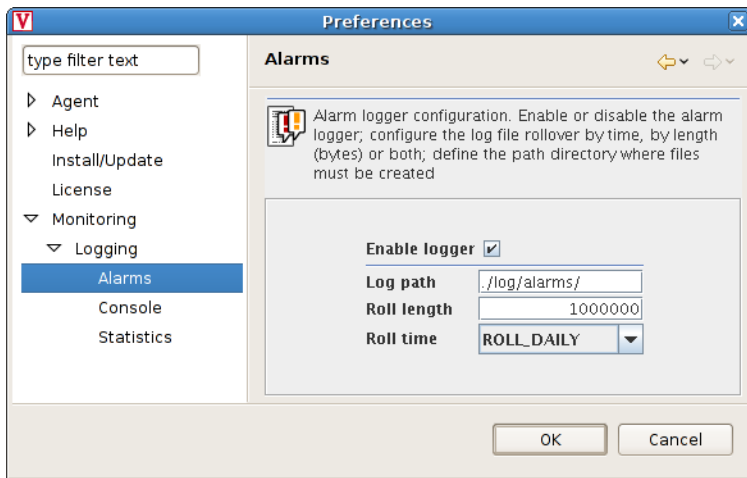 V
Preferences
type filter text
Agent
Help
Install/Update
License
Monitoring
Logging
Alarms
Console
Statistics
Alarms
Alarm logger configuration. Enable or disable the alarm
logger; configure the log file rollover by time, by length
(bytes) or both; define the path directory where files
must be created
Enable logger
Log path ./log/alarms/
Roll length 1000000
Roll time ROLL_DAILY
OK Cancel